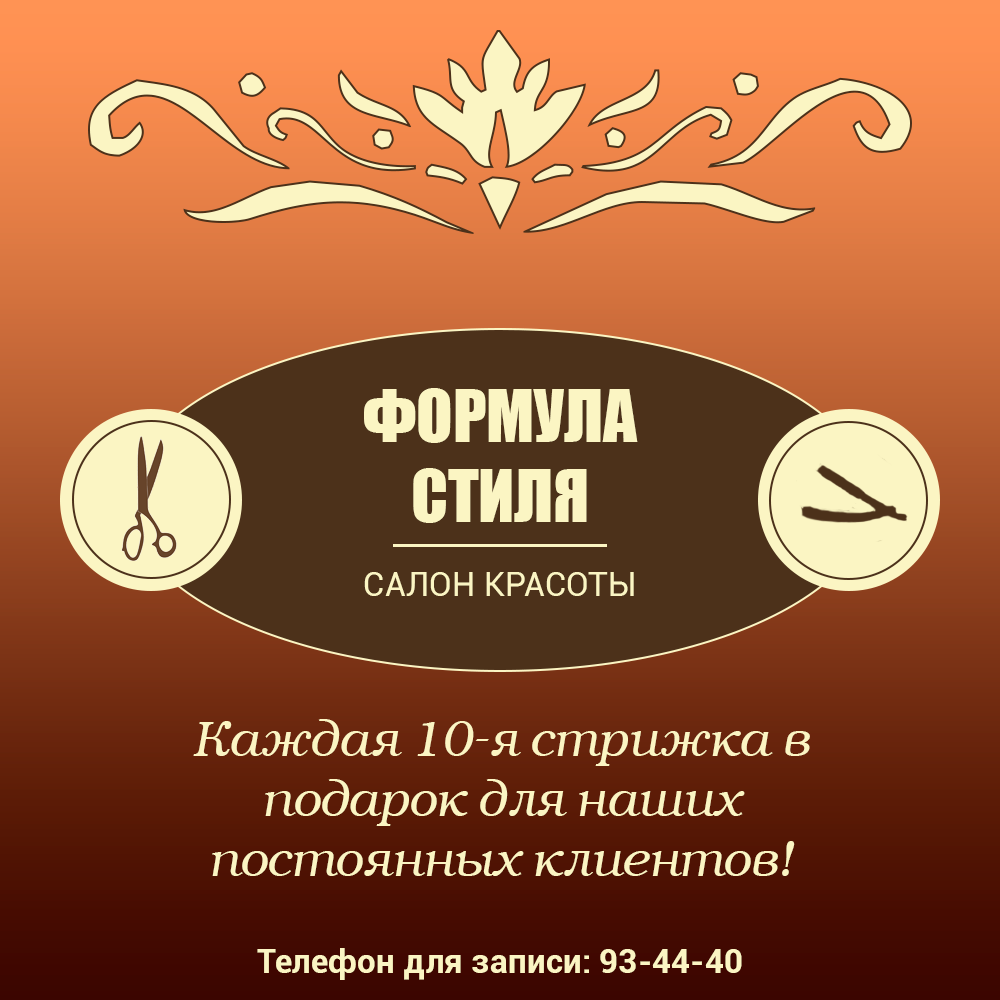 ФОРМУЛА
СТИЛЯ
САЛОН КРАСОТЫ
Каждая 10-я стрижка в
подарок для наших
постоянных клиентов!
Телефон для записи: 93-44-40